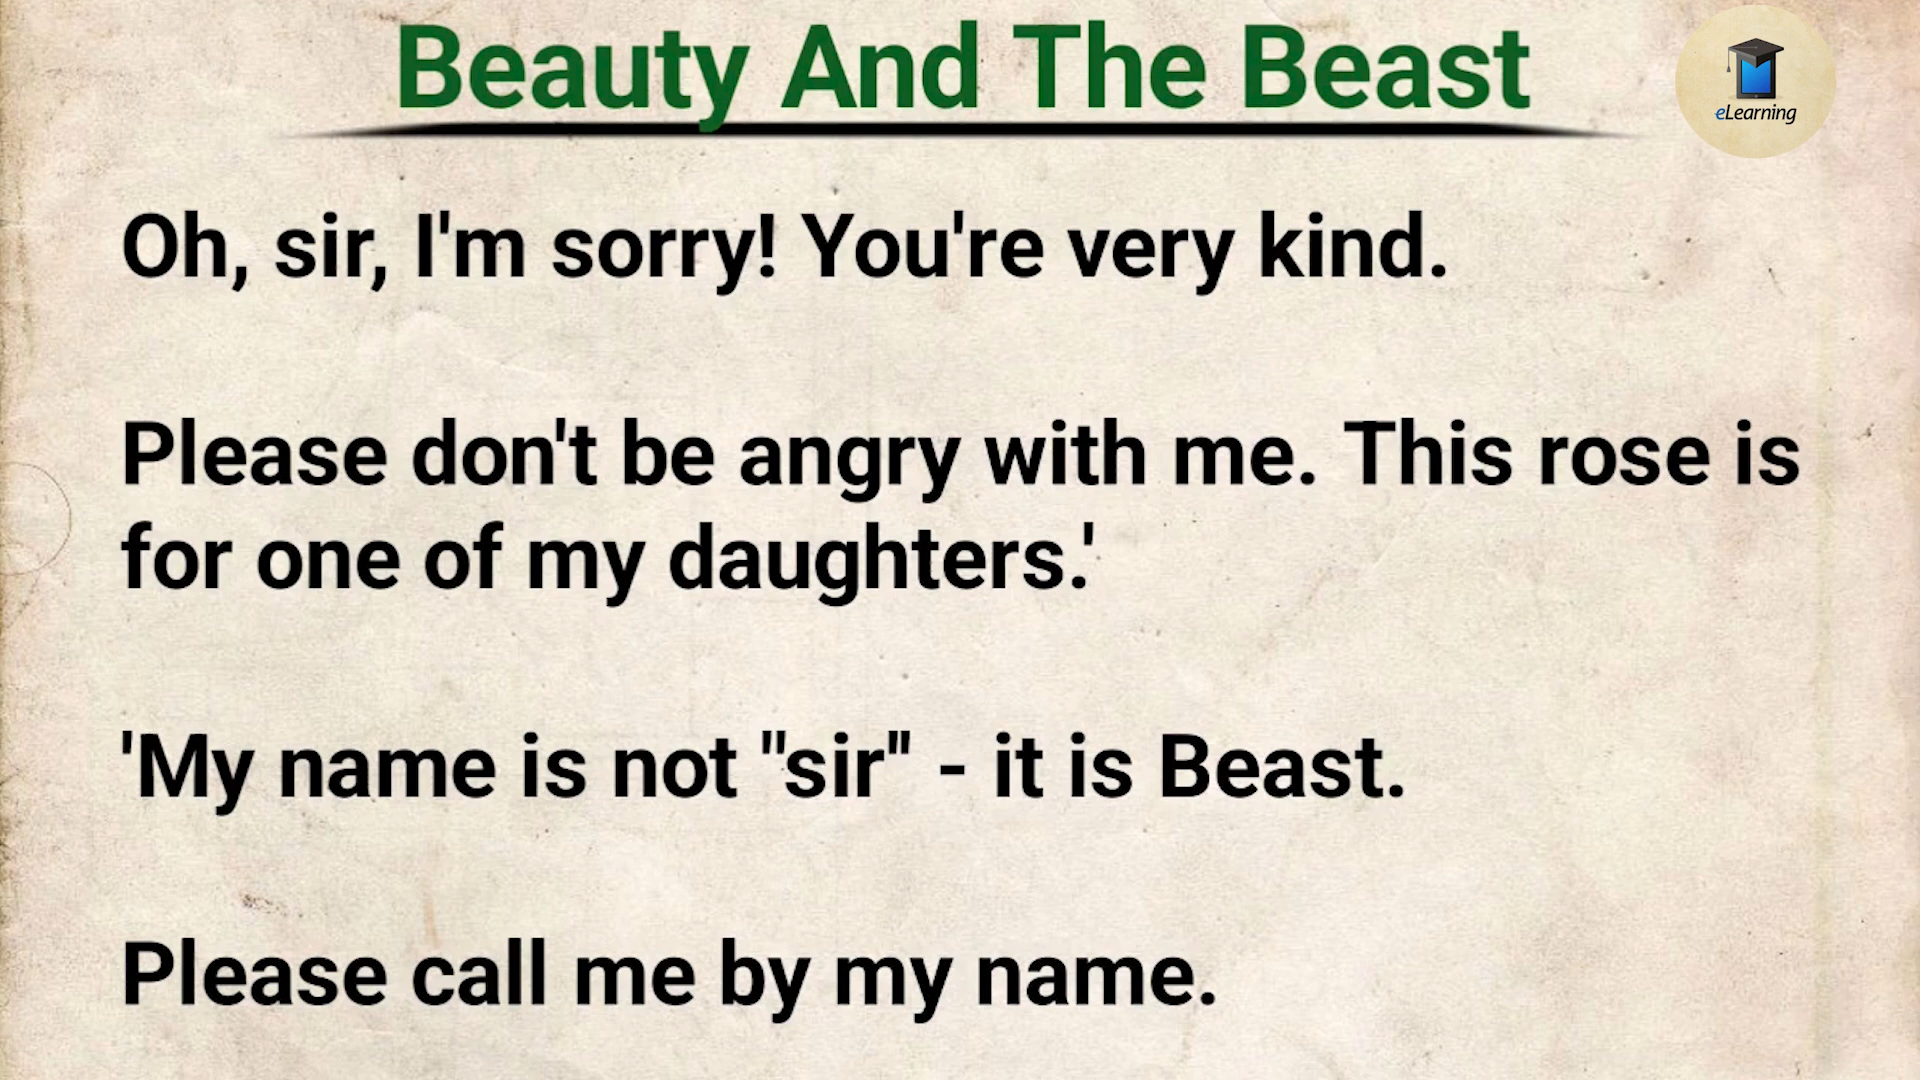 Beauty And The Beast
eLearning
Oh, sir, I'm sorry! You're very kind.
Please don't be angry with me. This rose is
for one of my daughters.'
'My name is not "sir" - it is Beast.
Please call me by my name.